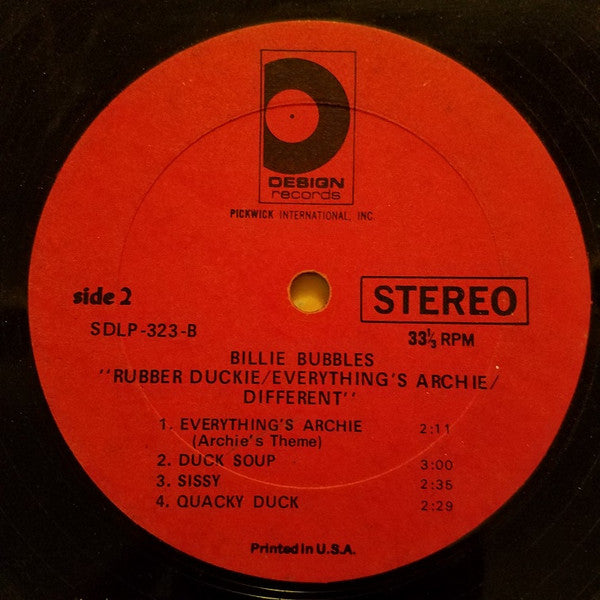 DESIGN
records
PICKWICK INTERNATIONAL, INC.
side 2
STEREO
SDLP-323-B
33⅓ RPM
BILLIE BUBBLES
"RUBBER DUCKIE/EVERYTHING'S ARCHIE/
DIFFERENT"
1. EVERYTHING'S ARCHIE 2:11
(Archie's Theme)
2. DUCK SOUP 3:00
3. SISSY 2:35
4. QUACKY DUCK 2:29
Printed in U.S.A.